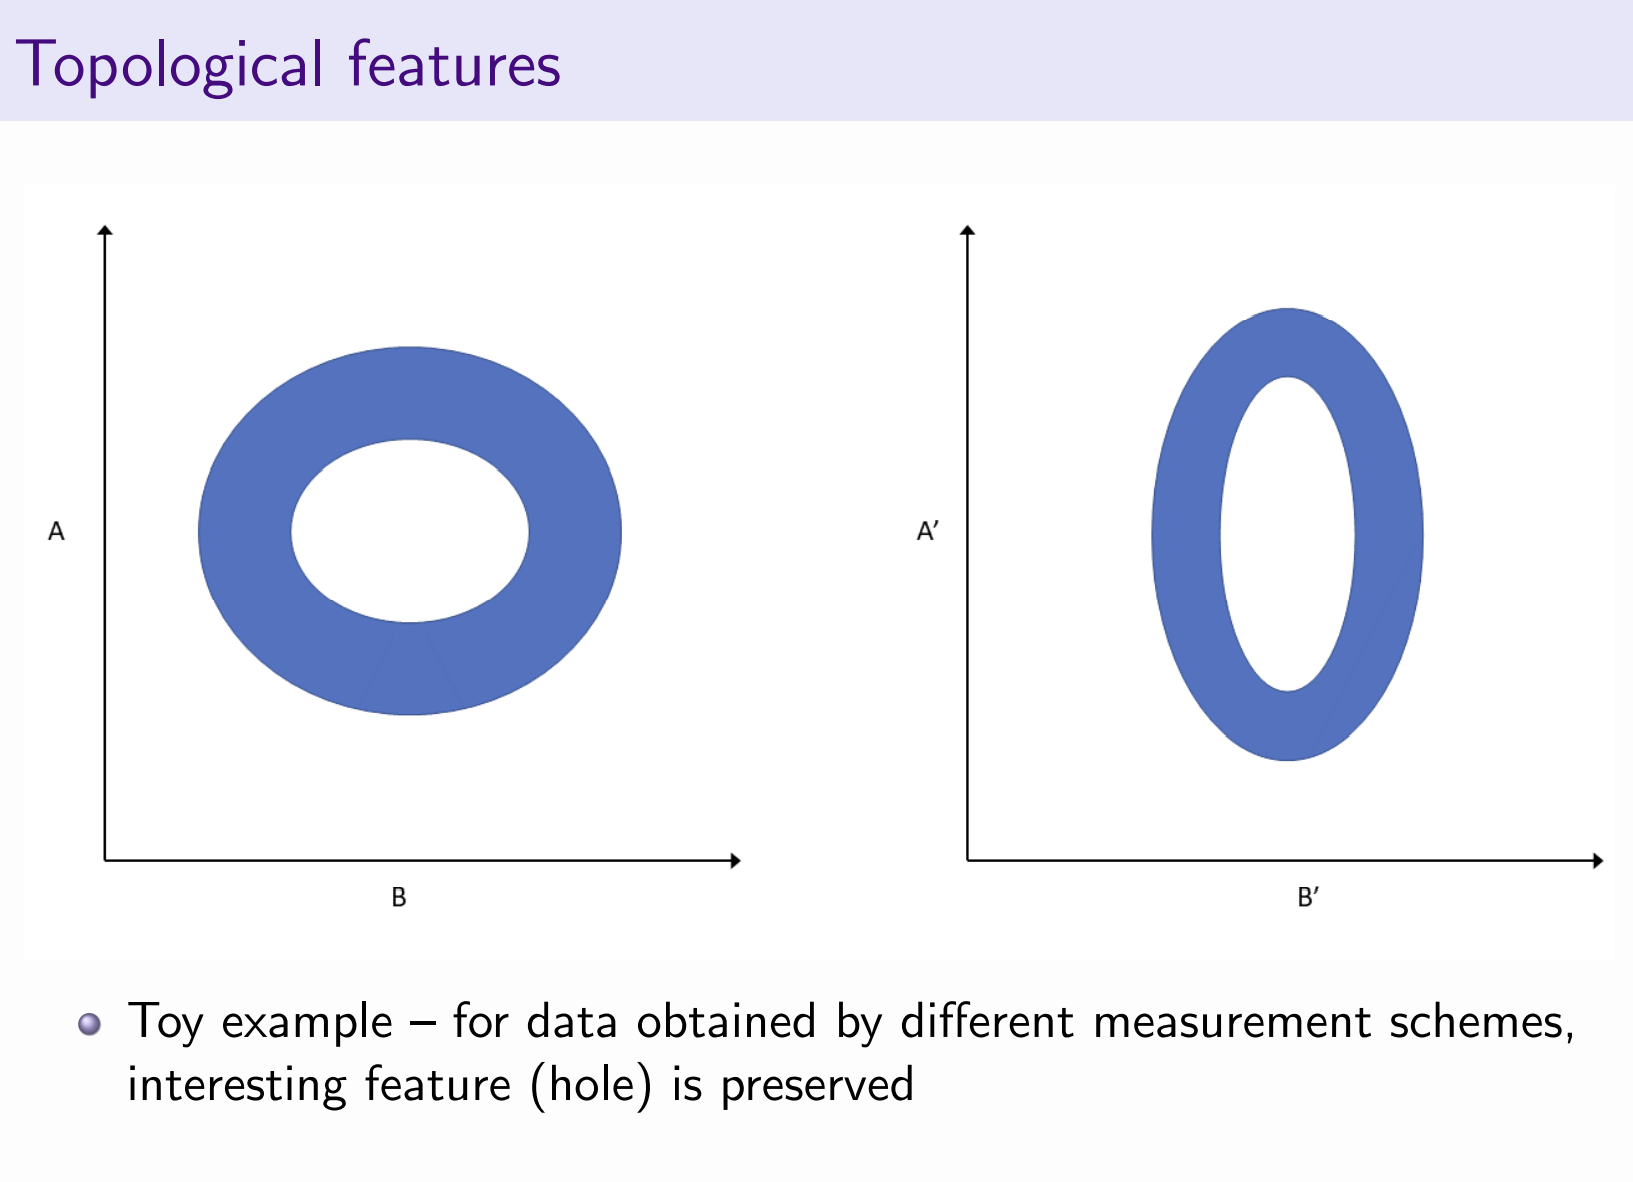 Topological features
A
A′
B
B′
Toy example – for data obtained by different measurement schemes,
interesting feature (hole) is preserved